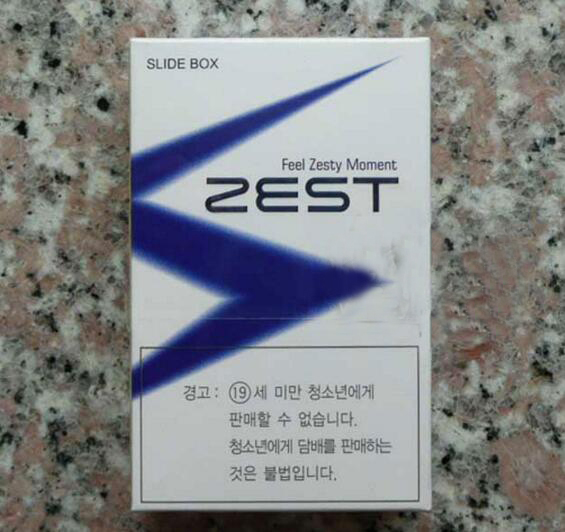 SLIDE BOX
Feel Zesty Moment
ZEST
경고 : ⑲세 미만 청소년에게
판매할 수 없습니다.
청소년에게 담배를 판매하는
것은 불법입니다.